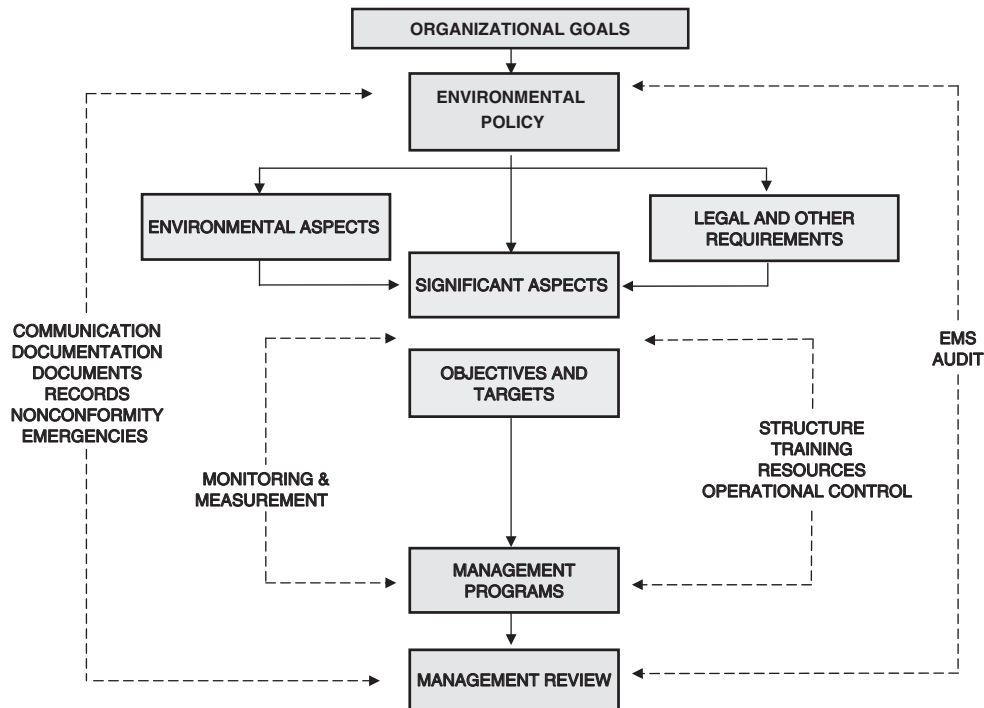 ORGANIZATIONAL GOALS
ENVIRONMENTAL
POLICY
ENVIRONMENTAL ASPECTS
LEGAL AND OTHER
REQUIREMENTS
SIGNIFICANT ASPECTS
COMMUNICATION
DOCUMENTATION
DOCUMENTS
RECORDS
NONCONFORMITY
EMERGENCIES
EMS
AUDIT
OBJECTIVES AND
TARGETS
MONITORING &
MEASUREMENT
STRUCTURE
TRAINING
RESOURCES
OPERATIONAL CONTROL
MANAGEMENT
PROGRAMS
MANAGEMENT REVIEW